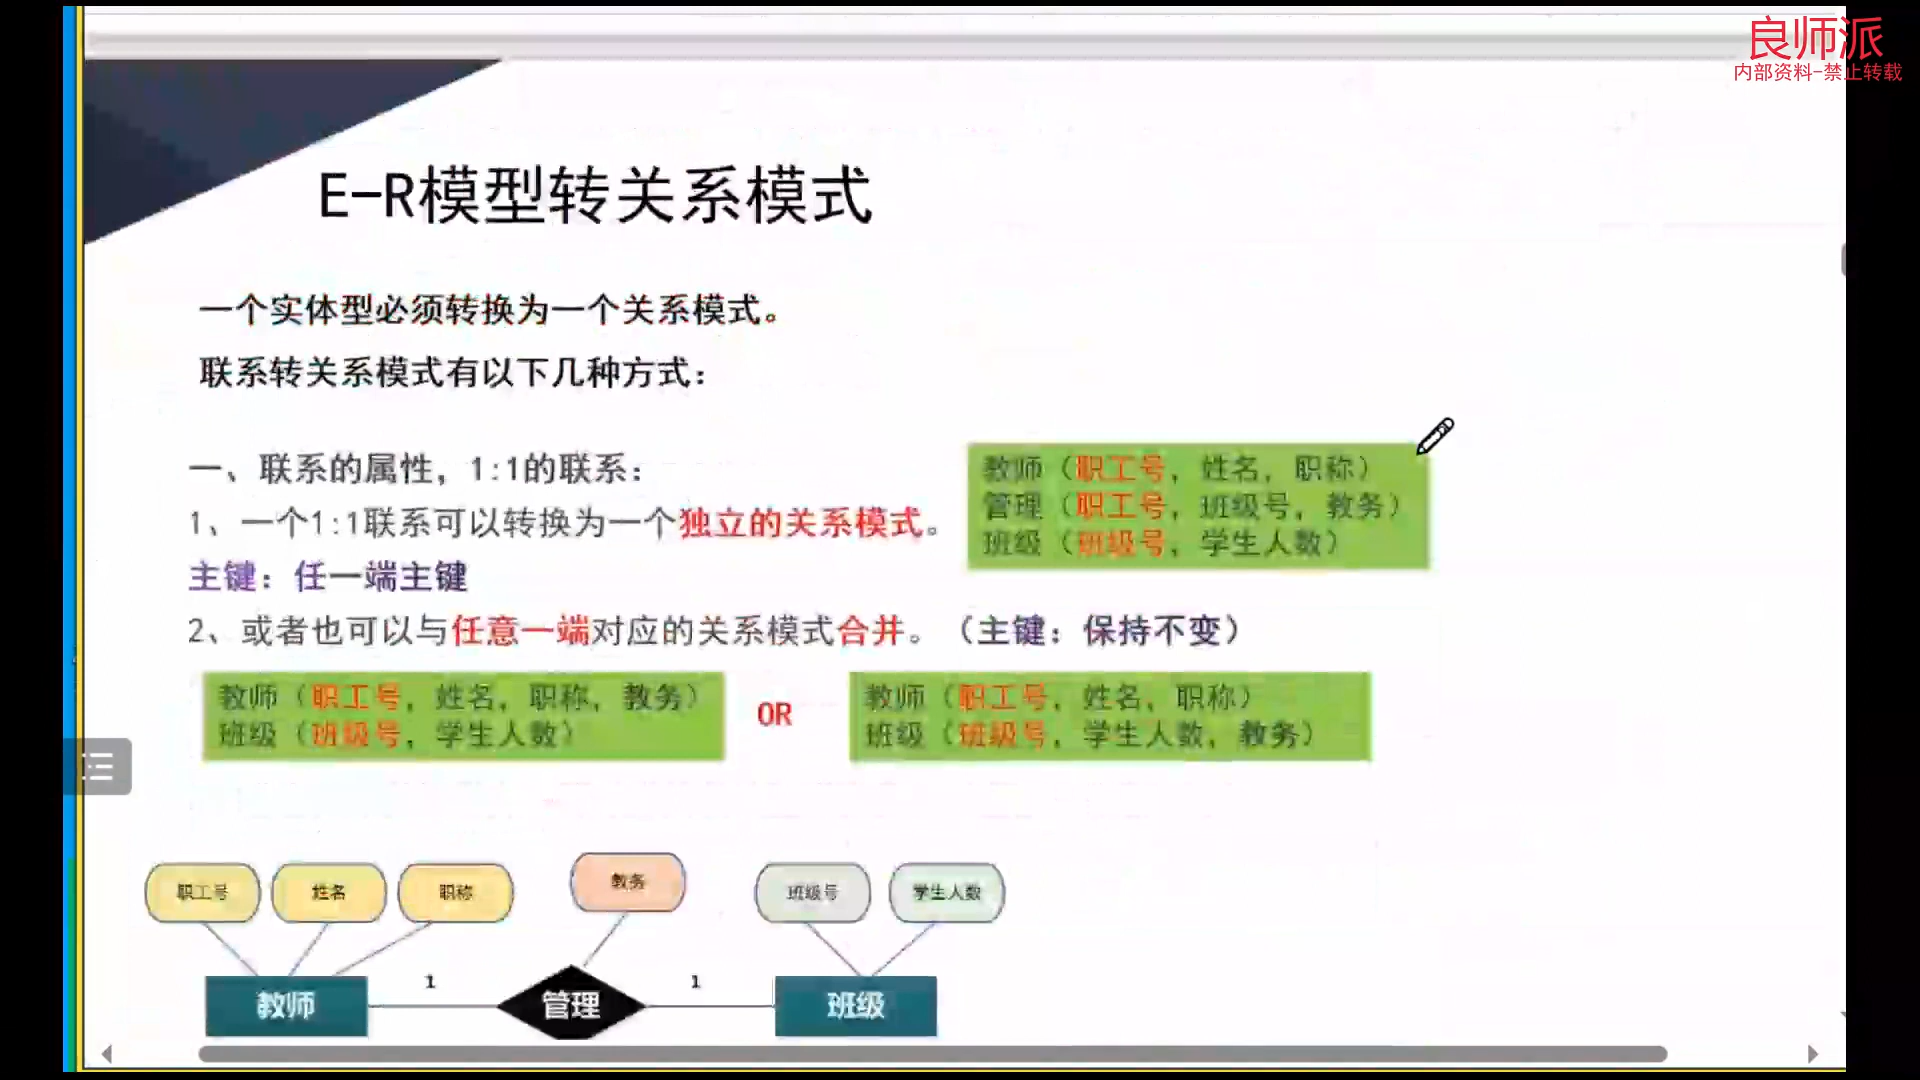 良师派
内部资料-禁止转载
E-R模型转关系模式
一个实体型必须转换为一个关系模式。
联系转关系模式有以下几种方式：
一、联系的属性，1:1的联系：
1、一个1:1联系可以转换为一个独立的关系模式。
主键：任一端主键
教师（职工号，姓名，职称）
管理（职工号，班级号，教务）
班级（班级号，学生人数）
2、或者也可以与任意一端对应的关系模式合并。（主键：保持不变）
教师（职工号，姓名，职称，教务）
班级（班级号，学生人数）
OR
教师（职工号，姓名，职称）
班级（班级号，学生人数，教务）
职工号
姓名
职称
教务
班级号
学生人数
教师
1
管理
1
班级